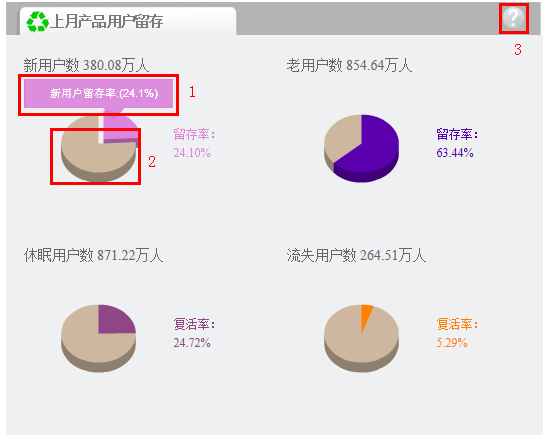 上月产品用户留存
?
3
新用户数 380.08万人
老用户数 854.64万人
新用户留存率:(24.1%)
1
留存率:
24.10%
2
留存率:
63.44%
休眠用户数 871.22万人
流失用户数 264.51万人
复活率:
24.72%
复活率:
5.29%